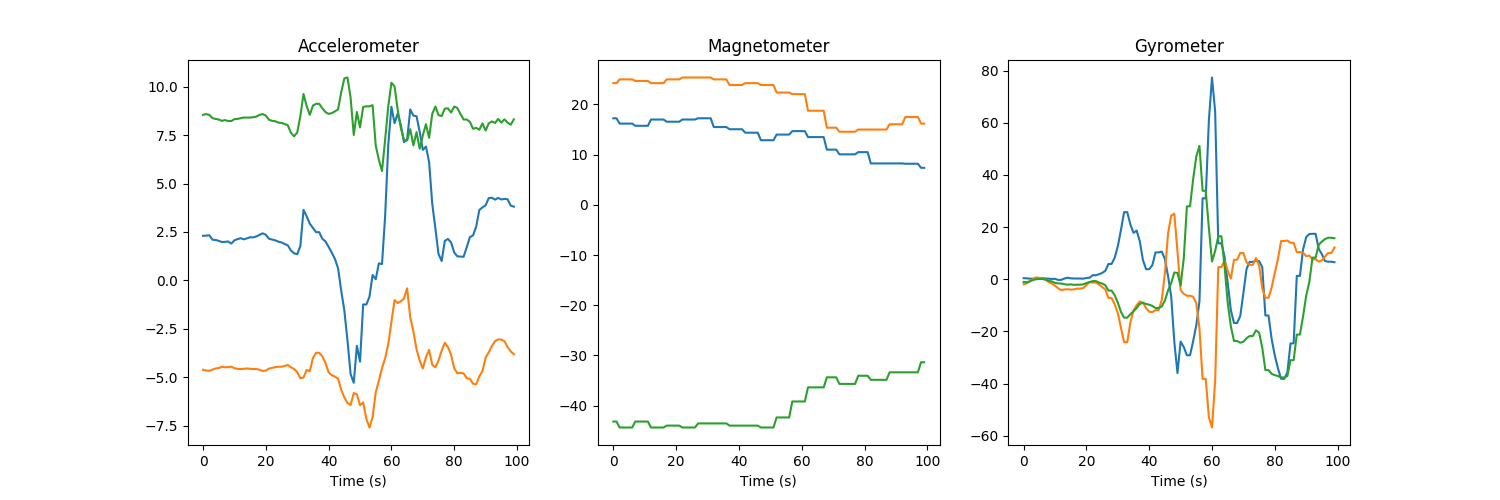 Accelerometer
10.0
7.5
5.0
2.5
0.0
−2.5
−5.0
−7.5
0 20 40 60 80 100
Time (s)
Magnetometer
20
10
0
−10
−20
−30
−40
0 20 40 60 80 100
Time (s)
Gyrometer
80
60
40
20
0
−20
−40
−60
0 20 40 60 80 100
Time (s)